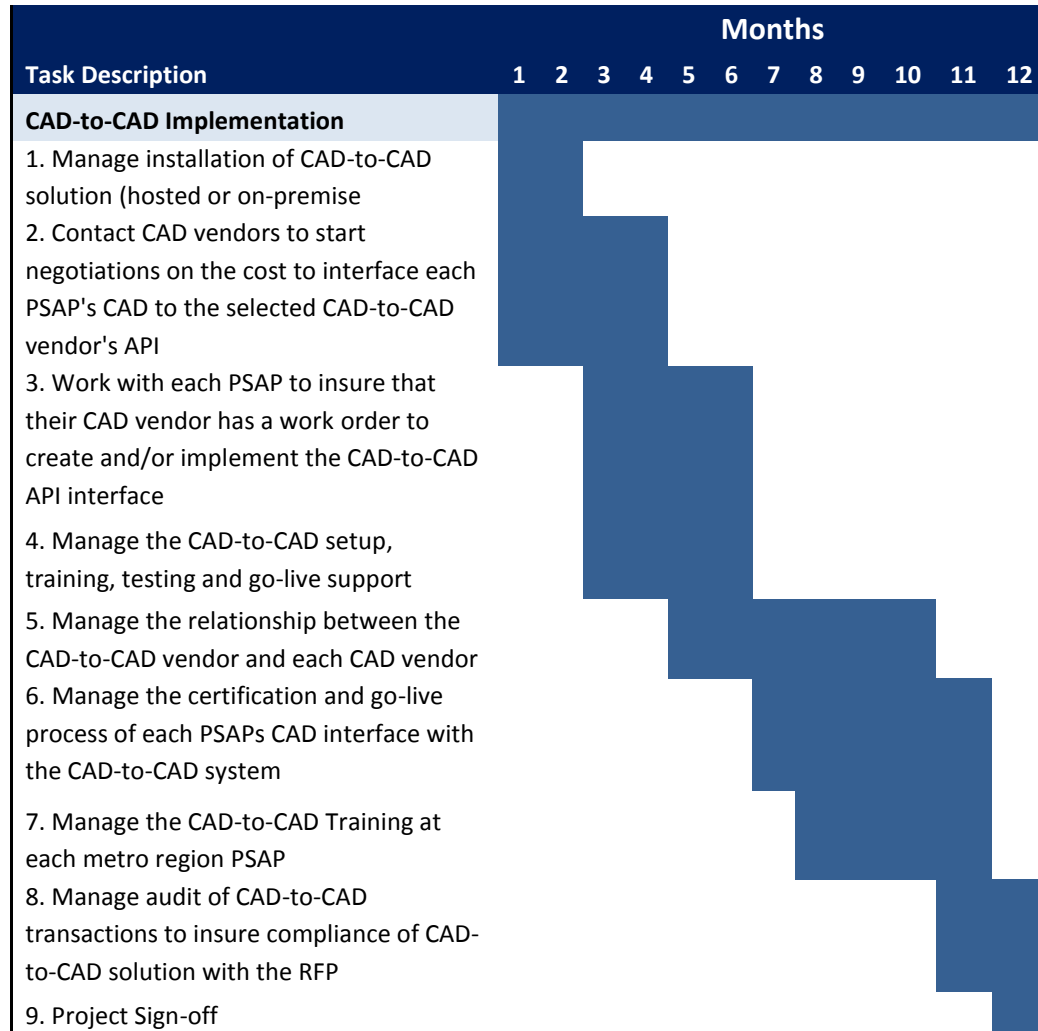 Months
Task Description 1 2 3 4 5 6 7 8 9 10 11 12
CAD-to-CAD Implementation
1. Manage installation of CAD-to-CAD
solution (hosted or on-premise
2. Contact CAD vendors to start
negotiations on the cost to interface each
PSAP's CAD to the selected CAD-to-CAD
vendor's API
3. Work with each PSAP to insure that
their CAD vendor has a work order to
create and/or implement the CAD-to-CAD
API interface
4. Manage the CAD-to-CAD setup,
training, testing and go-live support
5. Manage the relationship between the
CAD-to-CAD vendor and each CAD vendor
6. Manage the certification and go-live
process of each PSAPs CAD interface with
the CAD-to-CAD system
7. Manage the CAD-to-CAD Training at
each metro region PSAP
8. Manage audit of CAD-to-CAD
transactions to insure compliance of CAD-
to-CAD solution with the RFP
9. Project Sign-off